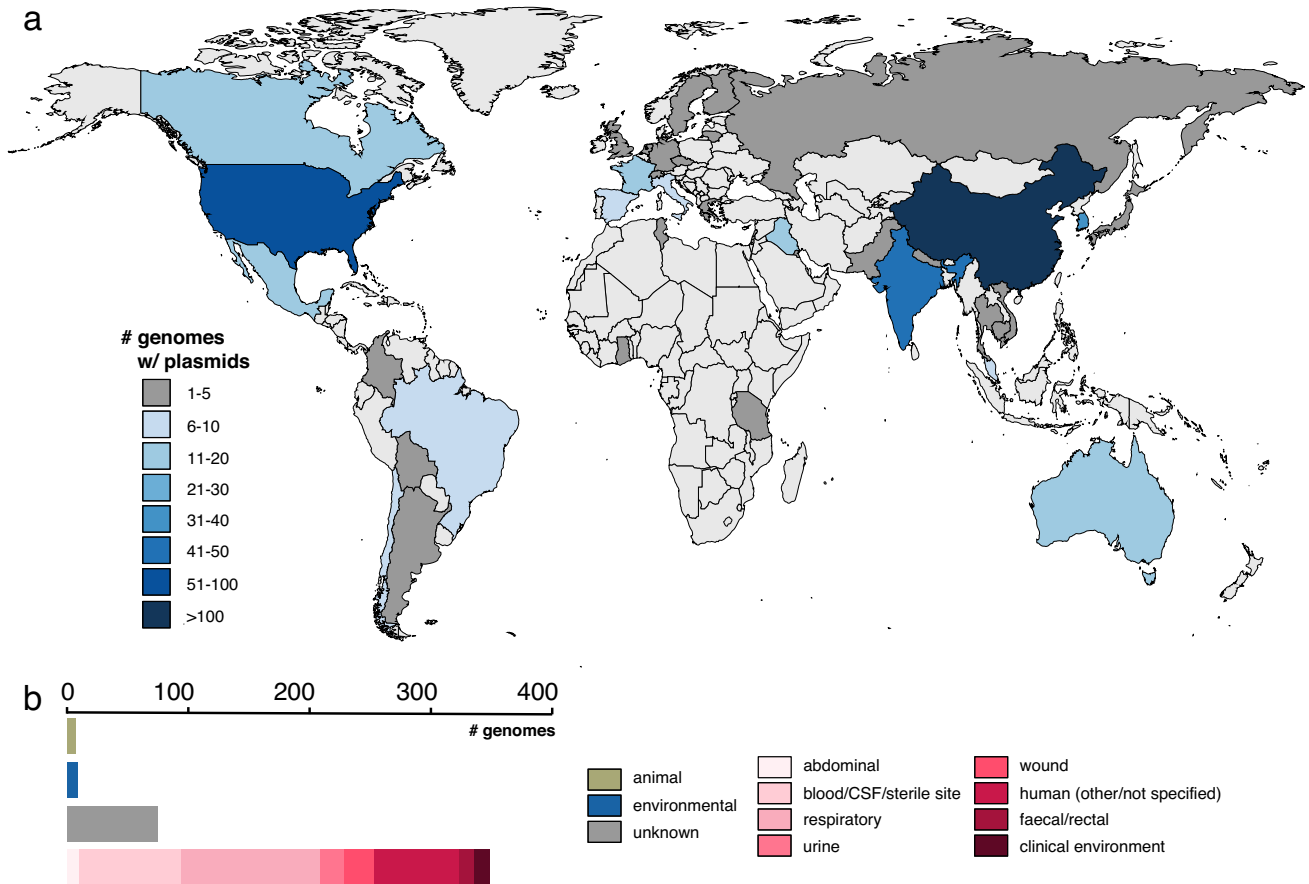 a
# genomes
w/ plasmids
1-5
6-10
11-20
21-30
31-40
41-50
51-100
>100
b
0 100 200 300 400
# genomes
animal
environmental
unknown
abdominal
blood/CSF/sterile site
respiratory
urine
wound
human (other/not specified)
faecal/rectal
clinical environment